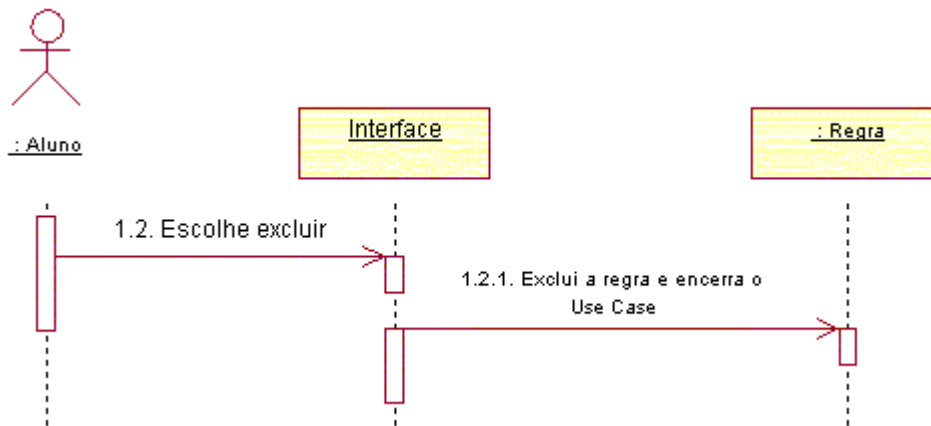 : Aluno
Interface
: Regra
1.2. Escolhe excluir
1.2.1. Exclui a regra e encerra o
Use Case